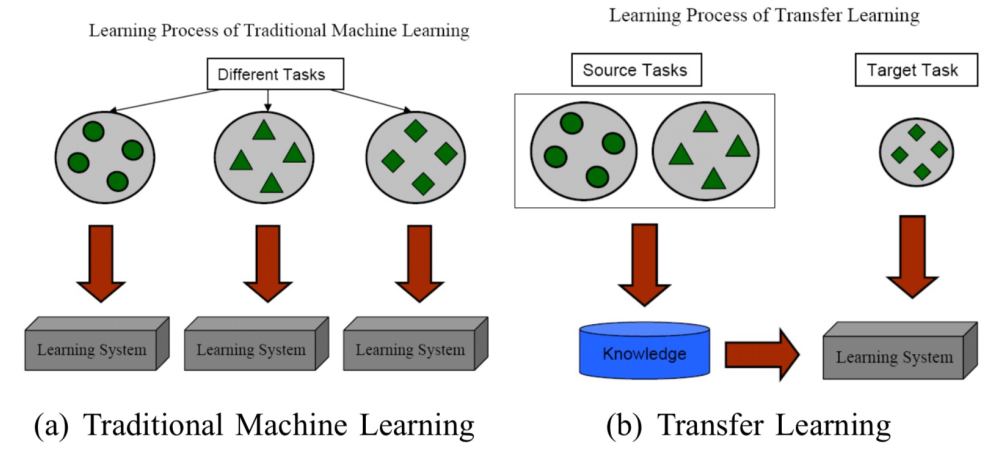 Learning Process of Traditional Machine Learning
Different Tasks
Learning System
Learning System
Learning System
(a) Traditional Machine Learning
Learning Process of Transfer Learning
Source Tasks
Target Task
Knowledge
Learning System
(b) Transfer Learning